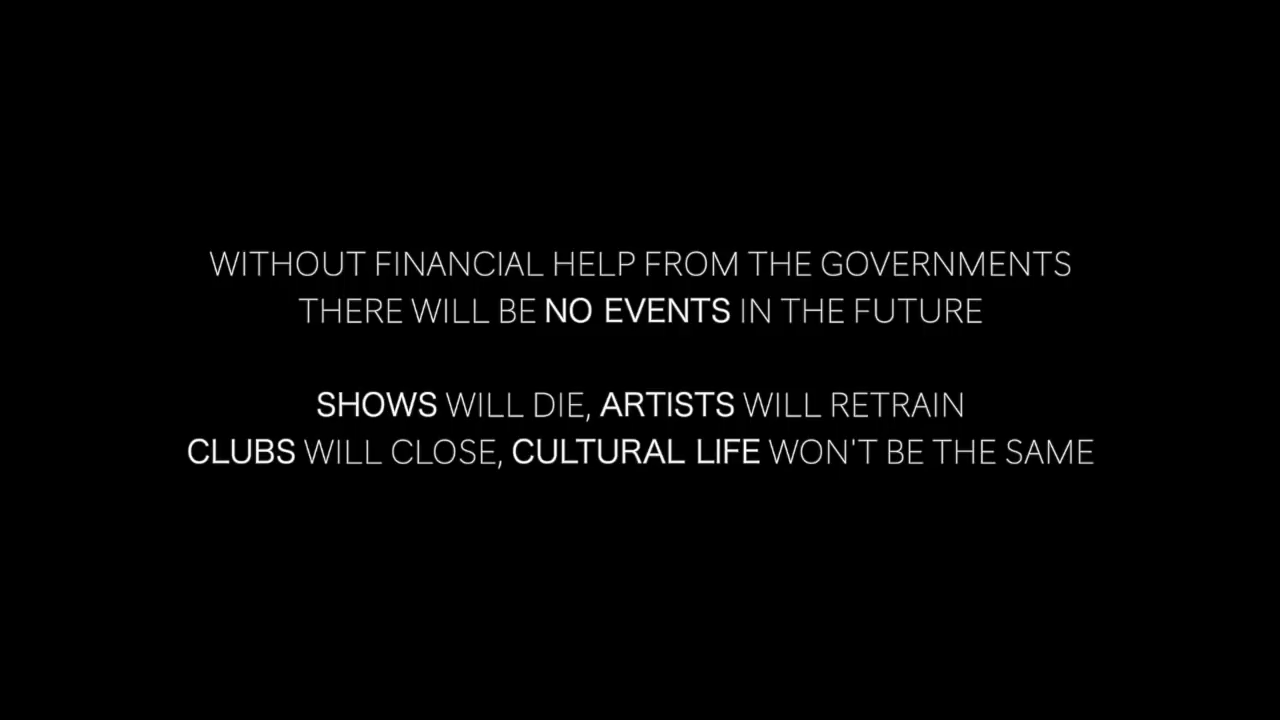 WITHOUT FINANCIAL HELP FROM THE GOVERNMENTS
THERE WILL BE NO EVENTS IN THE FUTURE
SHOWS WILL DIE, ARTISTS WILL RETRAIN
CLUBS WILL CLOSE, CULTURAL LIFE WON'T BE THE SAME